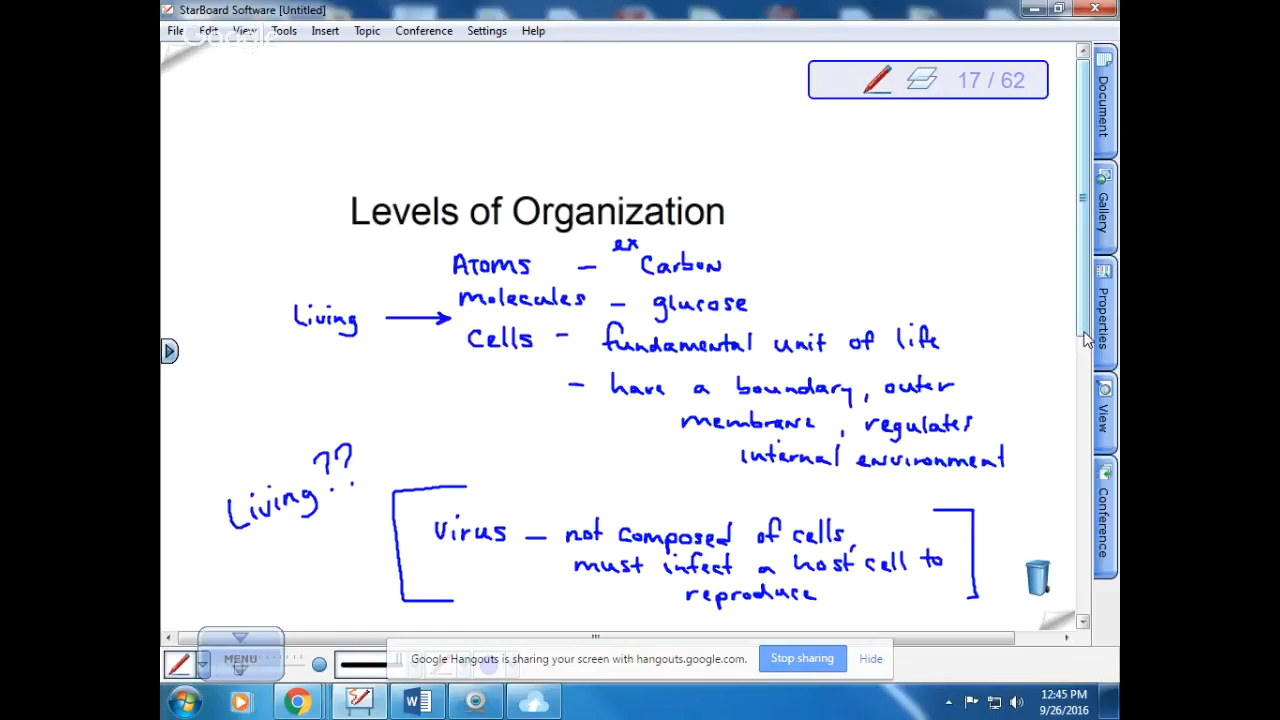 StarBoard Software [Untitled]
File Edit View Tools Insert Topic Conference Settings Help
Google
17 / 62
Document
Gallery
Properties
View
Conference
Levels of Organization
Atoms - ex Carbon
molecules - glucose
Living → cells - fundamental unit of life
- have a boundary, outer
membrane, regulates
internal environment
Living??
Virus - not composed of cells,
must infect a host cell to
reproduce
MENU
Google Hangouts is sharing your screen with hangouts.google.com. Stop sharing Hide
12:45 PM
9/26/2016